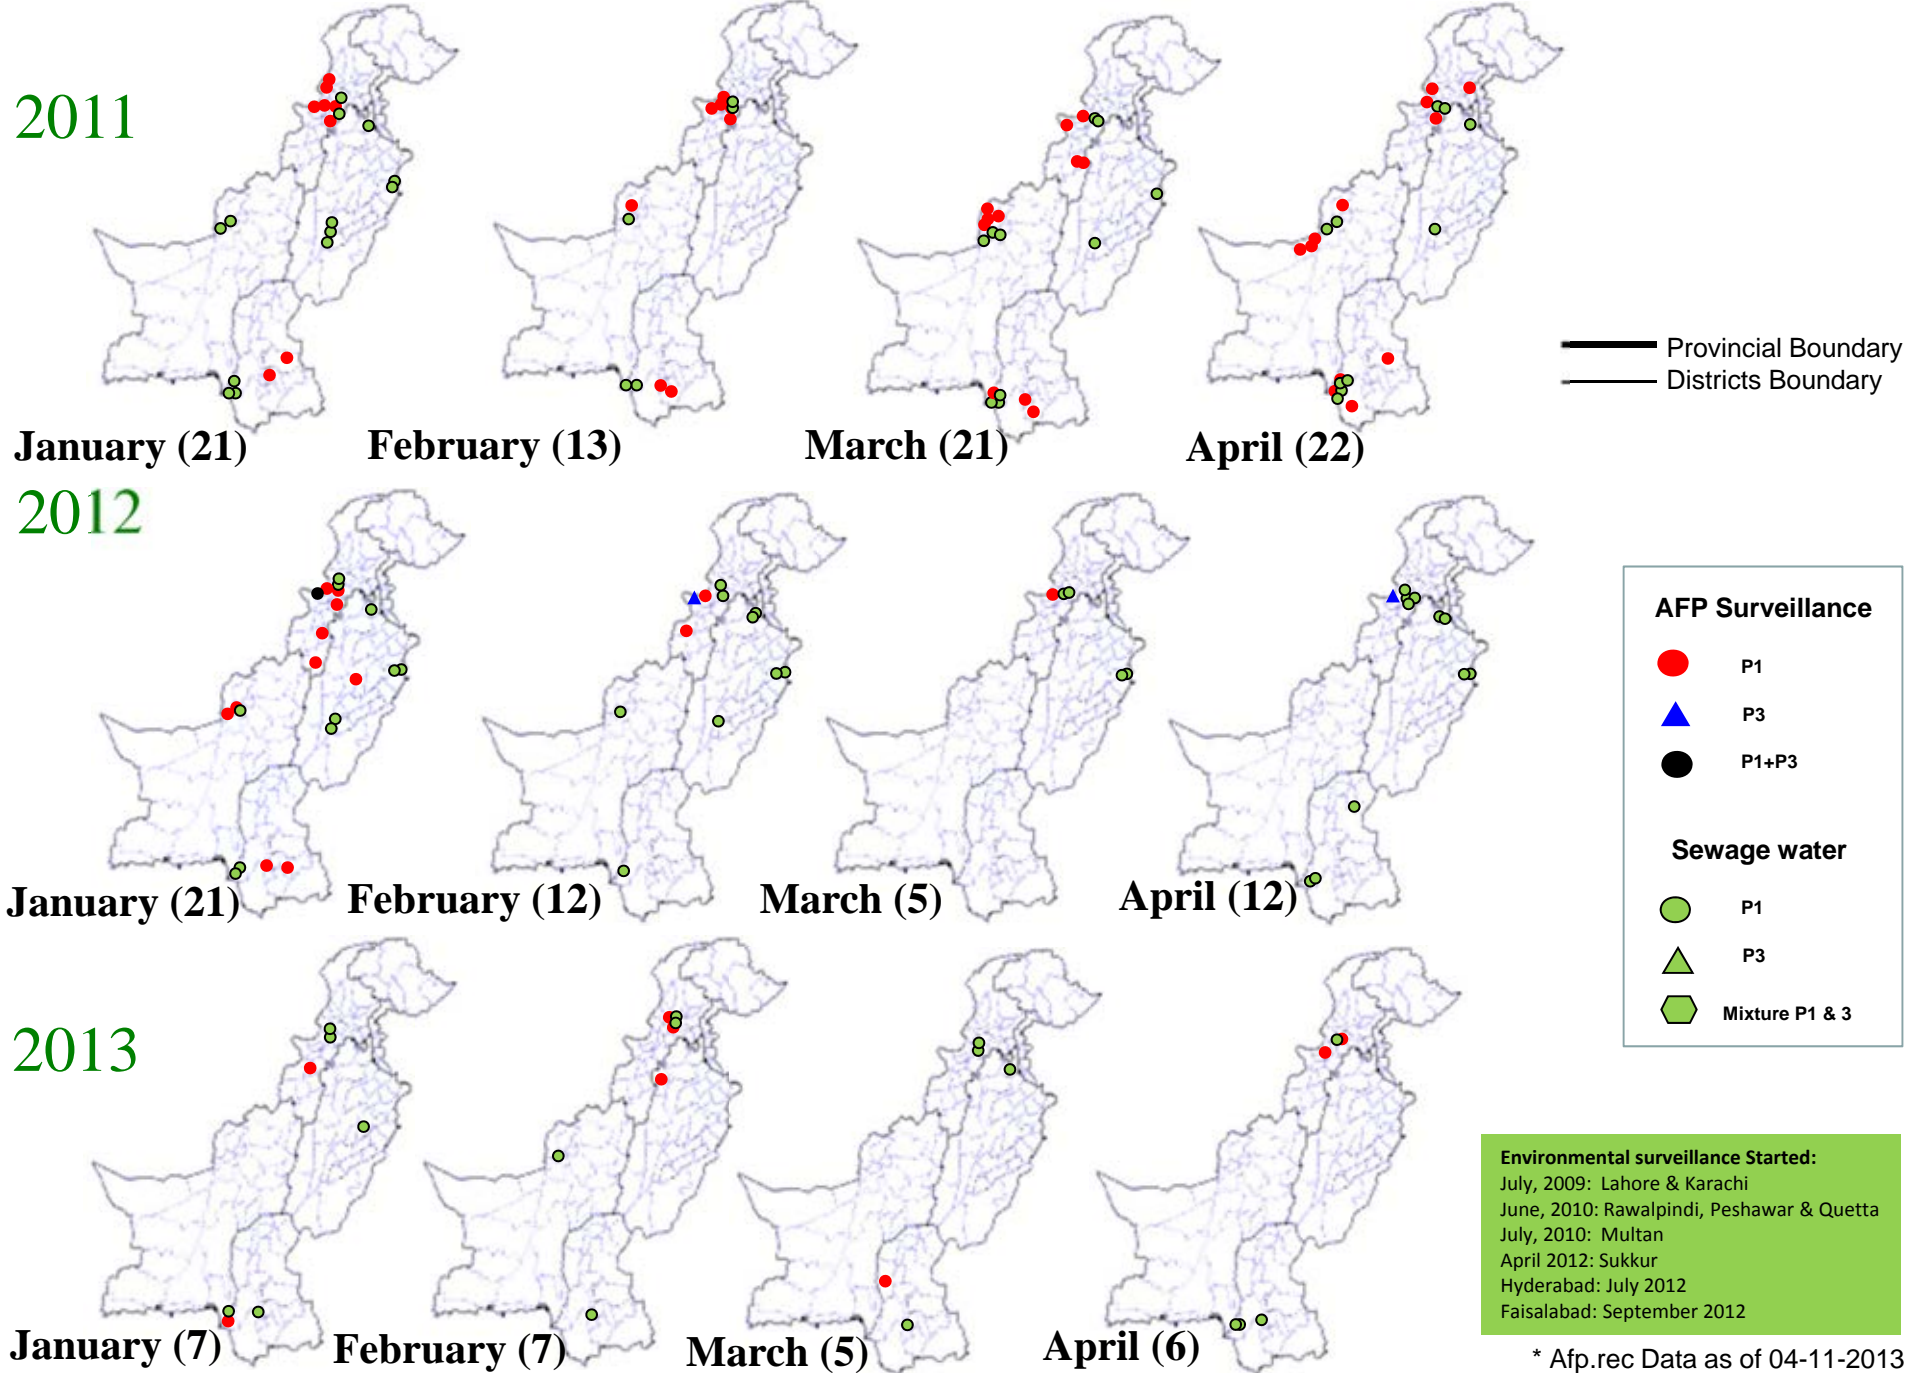 2011
January (21)
February (13)
March (21)
April (22)
Provincial Boundary
Districts Boundary
2012
January (21)
February (12)
March (5)
April (12)
AFP Surveillance
P1
P3
P1+P3
Sewage water
P1
P3
Mixture P1 & 3
2013
January (7)
February (7)
March (5)
April (6)
Environmental surveillance Started:
July, 2009: Lahore & Karachi
June, 2010: Rawalpindi, Peshawar & Quetta
July, 2010: Multan
April 2012: Sukkur
Hyderabad: July 2012
Faisalabad: September 2012
* Afp.rec Data as of 04-11-2013